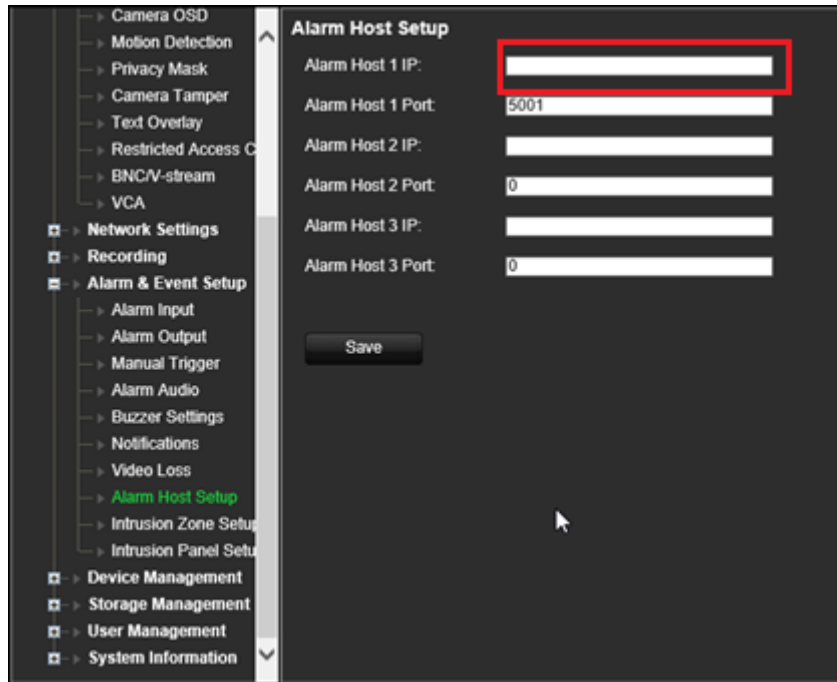 Camera OSD
Motion Detection
Privacy Mask
Camera Tamper
Text Overlay
Restricted Access C
BNC/V-stream
VCA
Network Settings
Recording
Alarm & Event Setup
Alarm Input
Alarm Output
Manual Trigger
Alarm Audio
Buzzer Settings
Notifications
Video Loss
Alarm Host Setup
Intrusion Zone Setup
Intrusion Panel Setu
Device Management
Storage Management
User Management
System Information
Alarm Host Setup
Alarm Host 1 IP:
Alarm Host 1 Port: 5001
Alarm Host 2 IP:
Alarm Host 2 Port: 0
Alarm Host 3 IP:
Alarm Host 3 Port: 0
Save